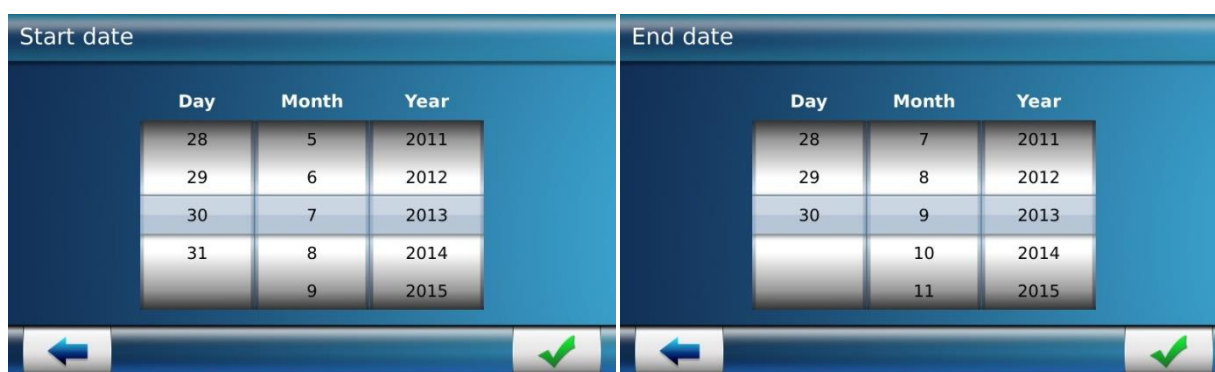 Start date
Day Month Year
28 5 2011
29 6 2012
30 7 2013
31 8 2014
9 2015
End date
Day Month Year
28 7 2011
29 8 2012
30 9 2013
10 2014
11 2015